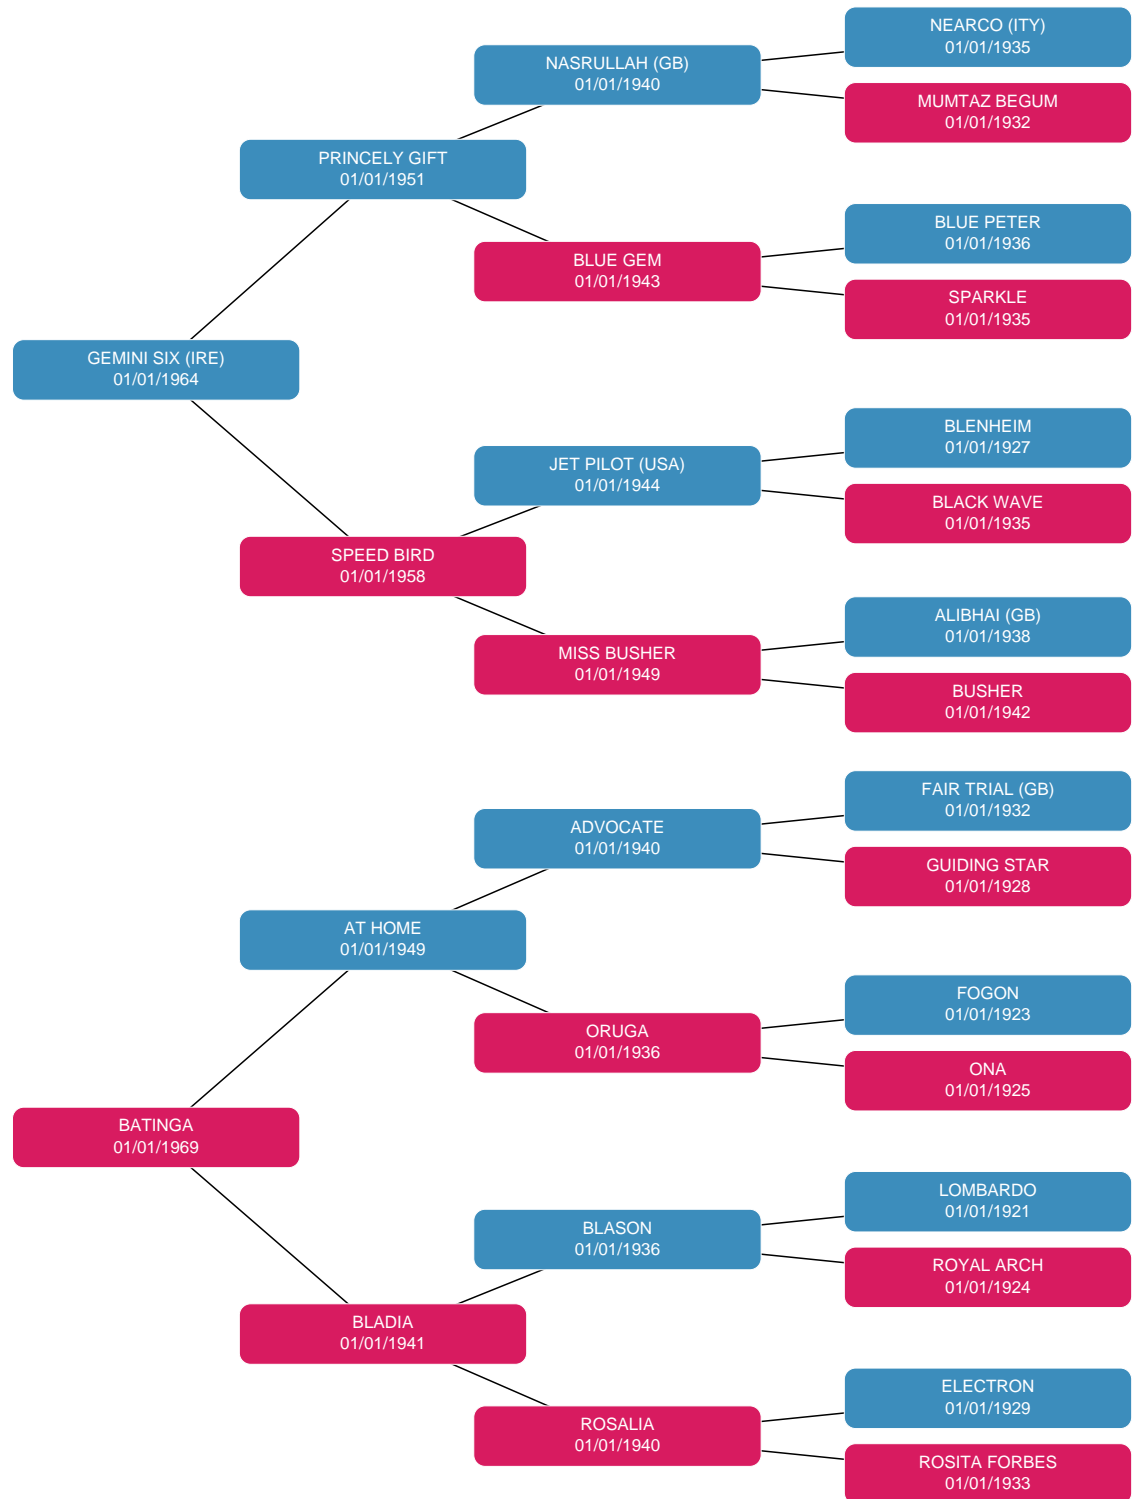 NEARCO (ITY)
01/01/1935
NASRULLAH (GB)
01/01/1940
MUMTAZ BEGUM
01/01/1932
PRINCELY GIFT
01/01/1951
BLUE PETER
01/01/1936
BLUE GEM
01/01/1943
SPARKLE
01/01/1935
GEMINI SIX (IRE)
01/01/1964
BLENHEIM
01/01/1927
JET PILOT (USA)
01/01/1944
BLACK WAVE
01/01/1935
SPEED BIRD
01/01/1958
ALIBHAI (GB)
01/01/1938
MISS BUSHER
01/01/1949
BUSHER
01/01/1942
FAIR TRIAL (GB)
01/01/1932
ADVOCATE
01/01/1940
GUIDING STAR
01/01/1928
AT HOME
01/01/1949
FOGON
01/01/1923
ORUGA
01/01/1936
ONA
01/01/1925
BATINGA
01/01/1969
LOMBARDO
01/01/1921
BLASON
01/01/1936
ROYAL ARCH
01/01/1924
BLADIA
01/01/1941
ELECTRON
01/01/1929
ROSALIA
01/01/1940
ROSITA FORBES
01/01/1933